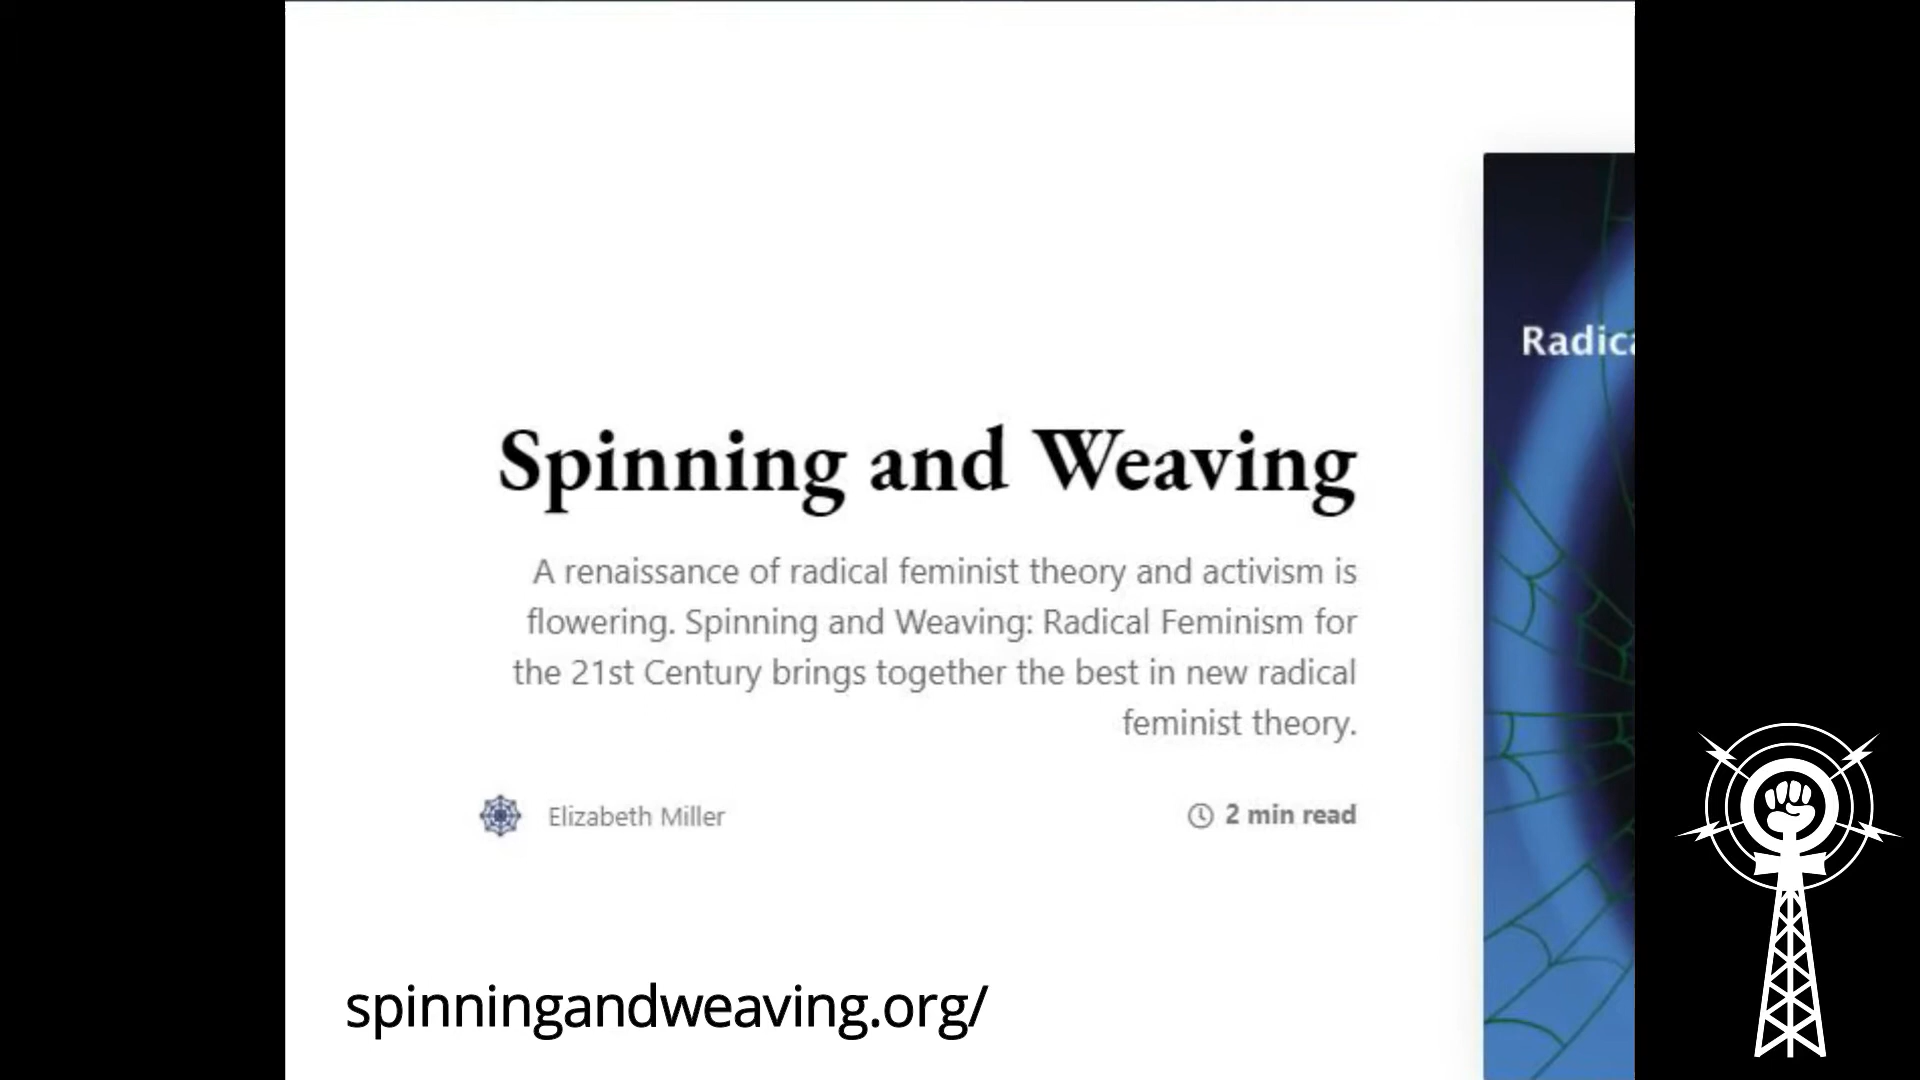 Radic
Spinning and Weaving
A renaissance of radical feminist theory and activism is
flowering. Spinning and Weaving: Radical Feminism for
the 21st Century brings together the best in new radical
feminist theory.
Elizabeth Miller
2 min read
spinningandweaving.org/